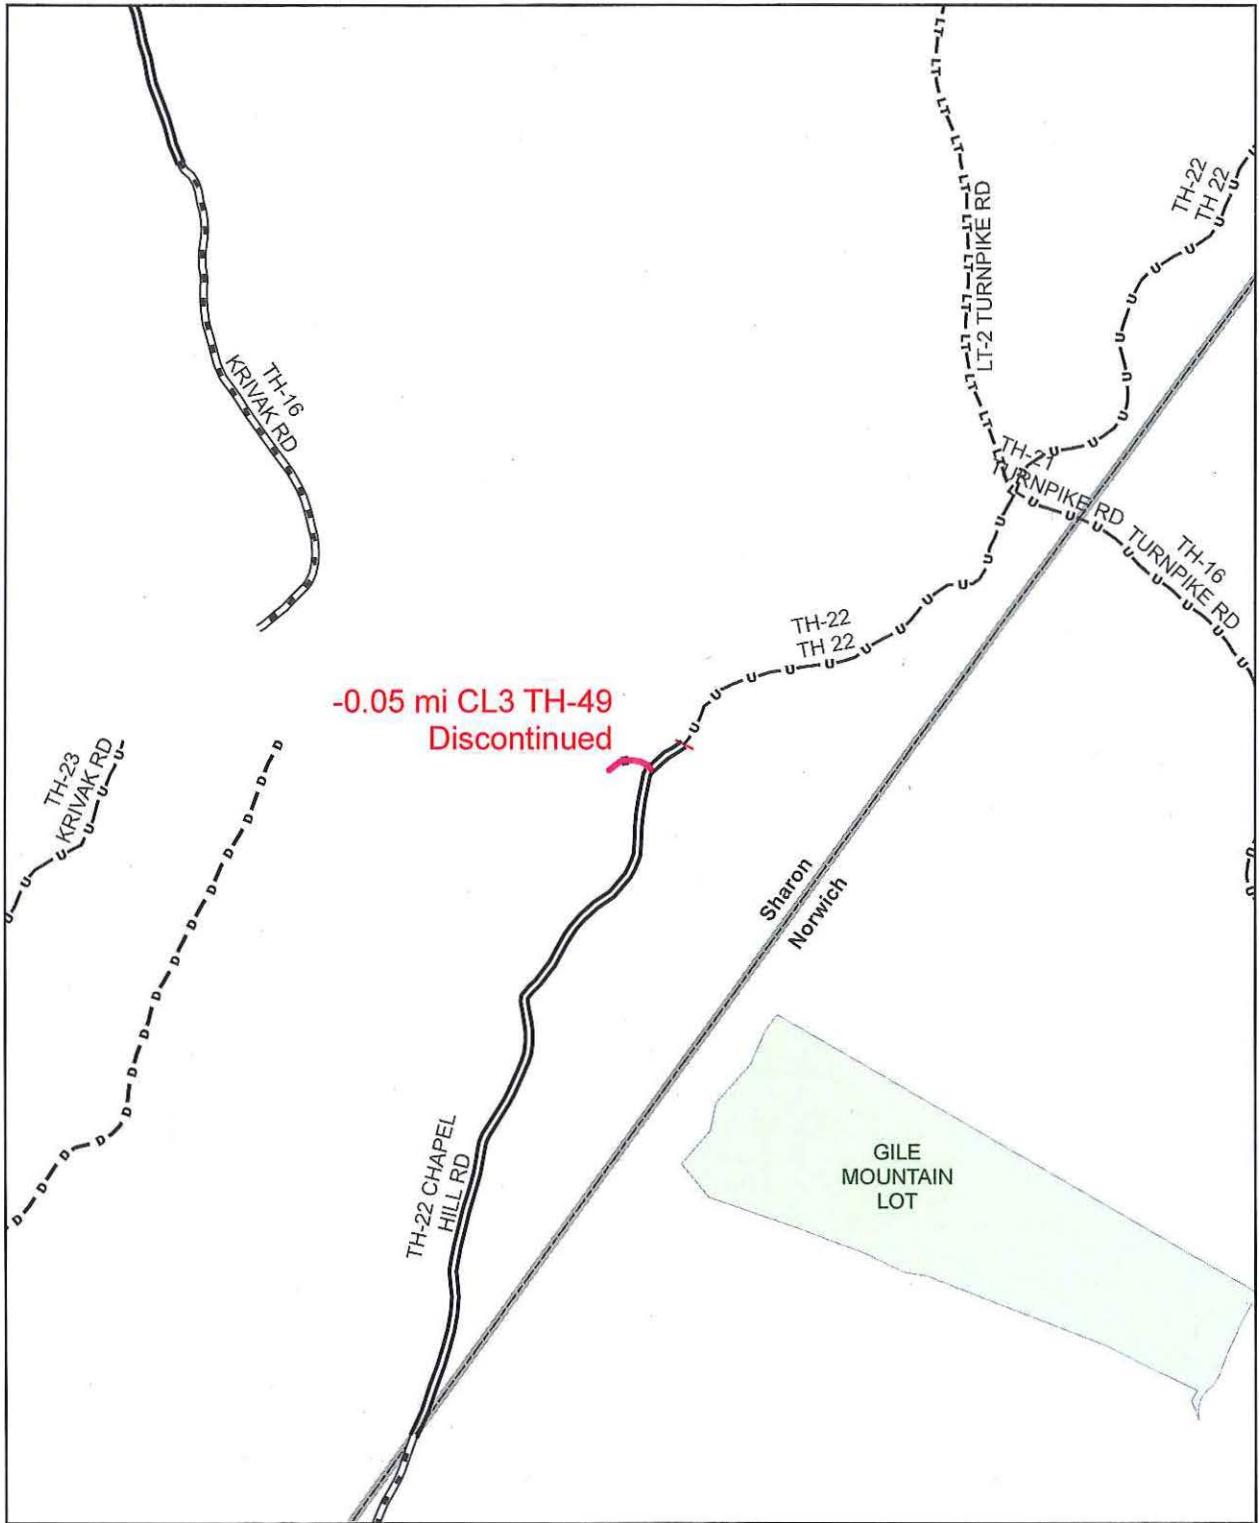 TH-22
TH 22
LT-2 TURNPIKE RD
TH-16
KRIVAK RD
TH-21
TURNPIKE RD
TH-16
TURNPIKE RD
TH-22
TH 22
-0.05 mi CL3 TH-49
Discontinued
TH-23
KRIVAK RD
Sharon
Norwich
TH-22 CHAPEL
HILL RD
GILE
MOUNTAIN
LOT